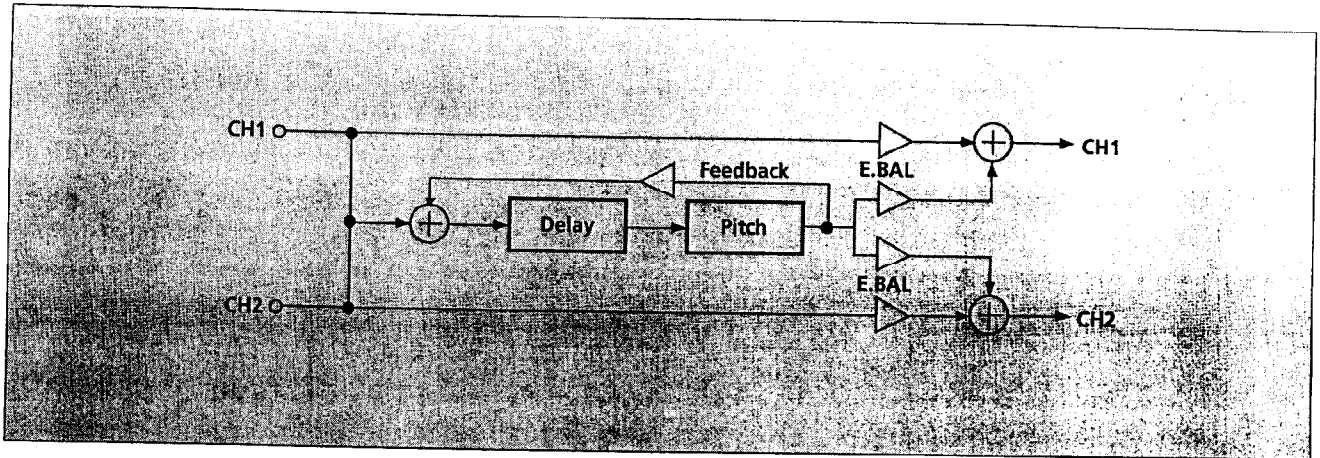 CH1
CH1
Feedback
E.BAL
Delay
Pitch
E.BAL
CH2
CH2